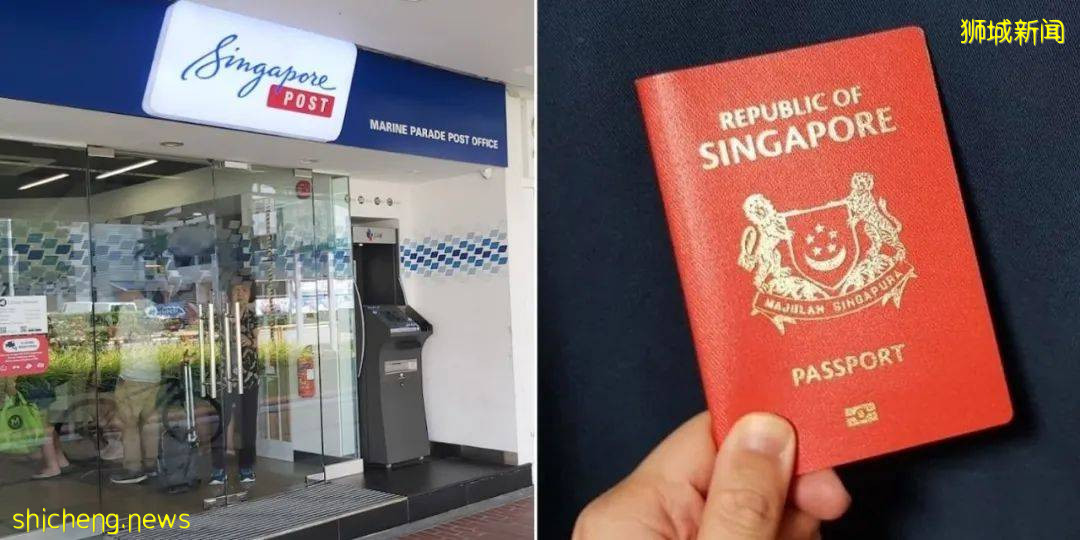 Singapore
POST
MARINE PARADE POST OFFICE
shicheng.news
狮城新闻
REPUBLIC OF
SINGAPORE
MAJULAH SINGAPURA
PASSPORT